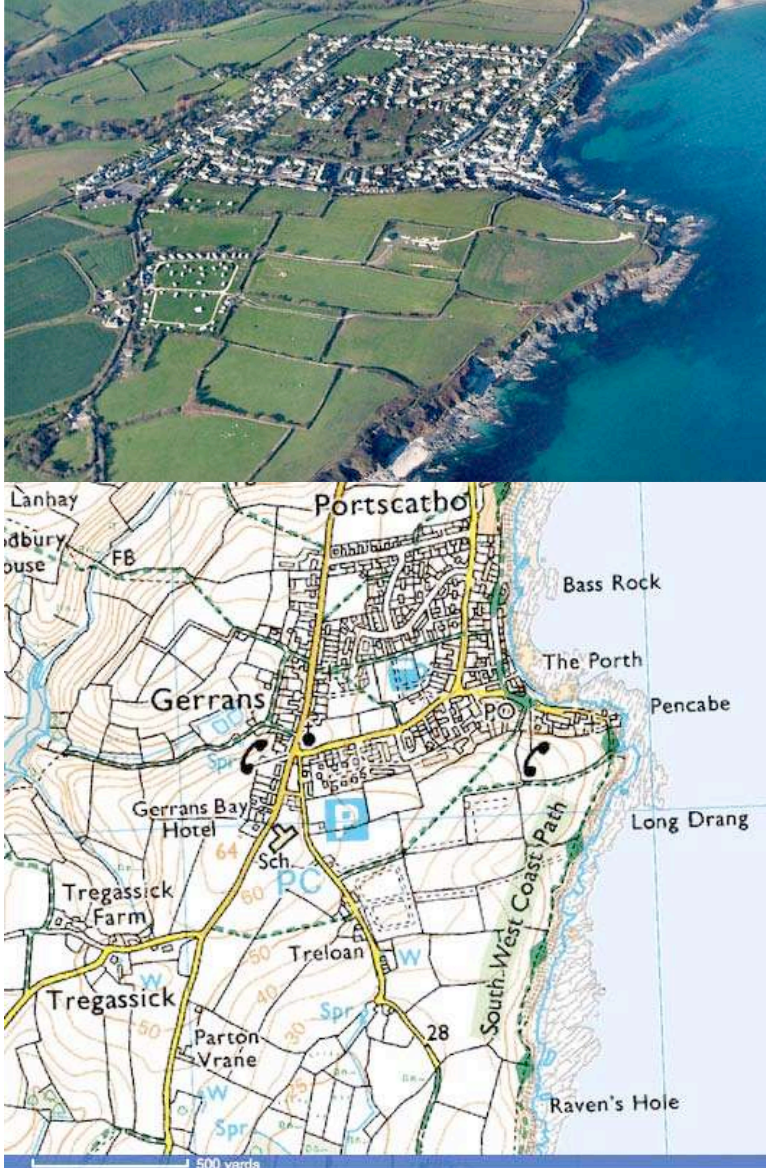 Portscatho
Lanhay
FB
Bass Rock
The Porth
Gerrans
PO
Pencabe
Spr
Gerrans Bay
Hotel
P
Long Drang
64
Sch
60
PC
South West Coast Path
Tregassick
Farm
50
Treloan
W
W
40
Tregassick
Spr
50
30
28
Parton
Vrane
W
Spr
Raven's Hole
500 yards